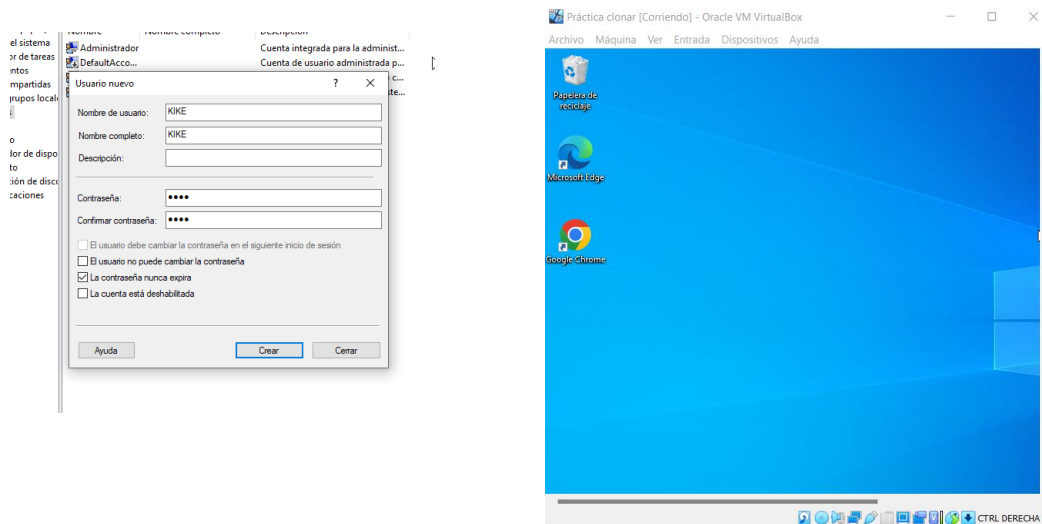 el sistema
or de tareas
entos
mpartidas
grupos locale
o
dor de dispo
to
ción de disco
caciones
Nombre Nombre completo Descripción
Administrador Cuenta integrada para la administ...
DefaultAcco... Cuenta de usuario administrada p...
Usuario nuevo ? ×
Nombre de usuario: KIKE
Nombre completo: KIKE
Descripción:
Contraseña: ••••
Confirmar contraseña: ••••
El usuario debe cambiar la contraseña en el siguiente inicio de sesión
El usuario no puede cambiar la contraseña
La contraseña nunca expira
La cuenta está deshabilitada
Ayuda Crear Cerrar
Práctica clonar [Corriendo] - Oracle VM VirtualBox
Archivo Máquina Ver Entrada Dispositivos Ayuda
Papelera de
reciclaje
Microsoft Edge
Google Chrome
CTRL DERECHA